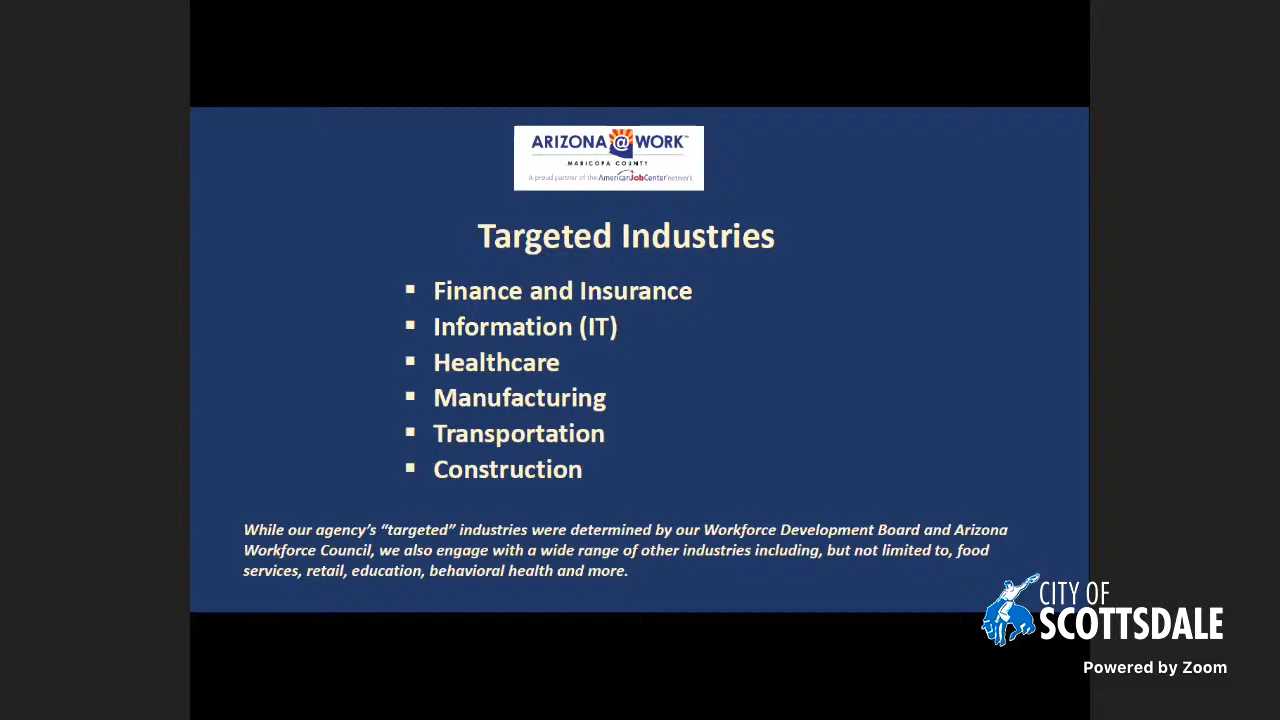 ARIZONA @ WORK™
MARICOPA COUNTY
A proud partner of the AmericanJobCenter network
Targeted Industries
▪ Finance and Insurance
▪ Information (IT)
▪ Healthcare
▪ Manufacturing
▪ Transportation
▪ Construction
While our agency's “targeted” industries were determined by our Workforce Development Board and Arizona
Workforce Council, we also engage with a wide range of other industries including, but not limited to, food
services, retail, education, behavioral health and more.
CITY OF
SCOTTSDALE
Powered by Zoom